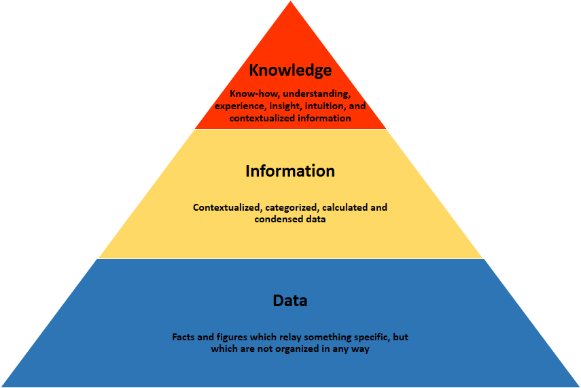 Knowledge
Know-how, understanding,
experience, insight, intuition, and
contextualized information
Information
Contextualized, categorized, calculated and
condensed data
Data
Facts and figures which relay something specific, but
which are not organized in any way